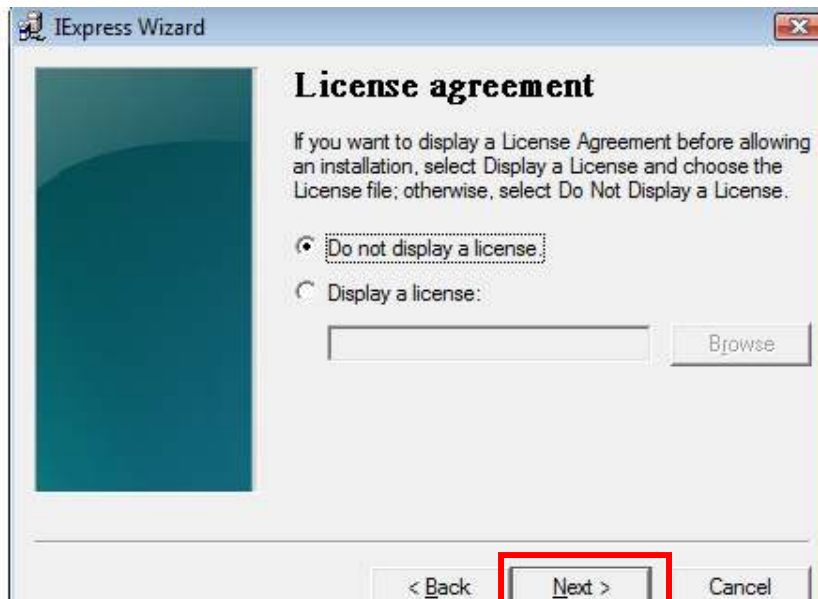 IExpress Wizard
License agreement
If you want to display a License Agreement before allowing
an installation, select Display a License and choose the
License file; otherwise, select Do Not Display a License.
Do not display a license.
Display a license:
Browse
< Back Next > Cancel